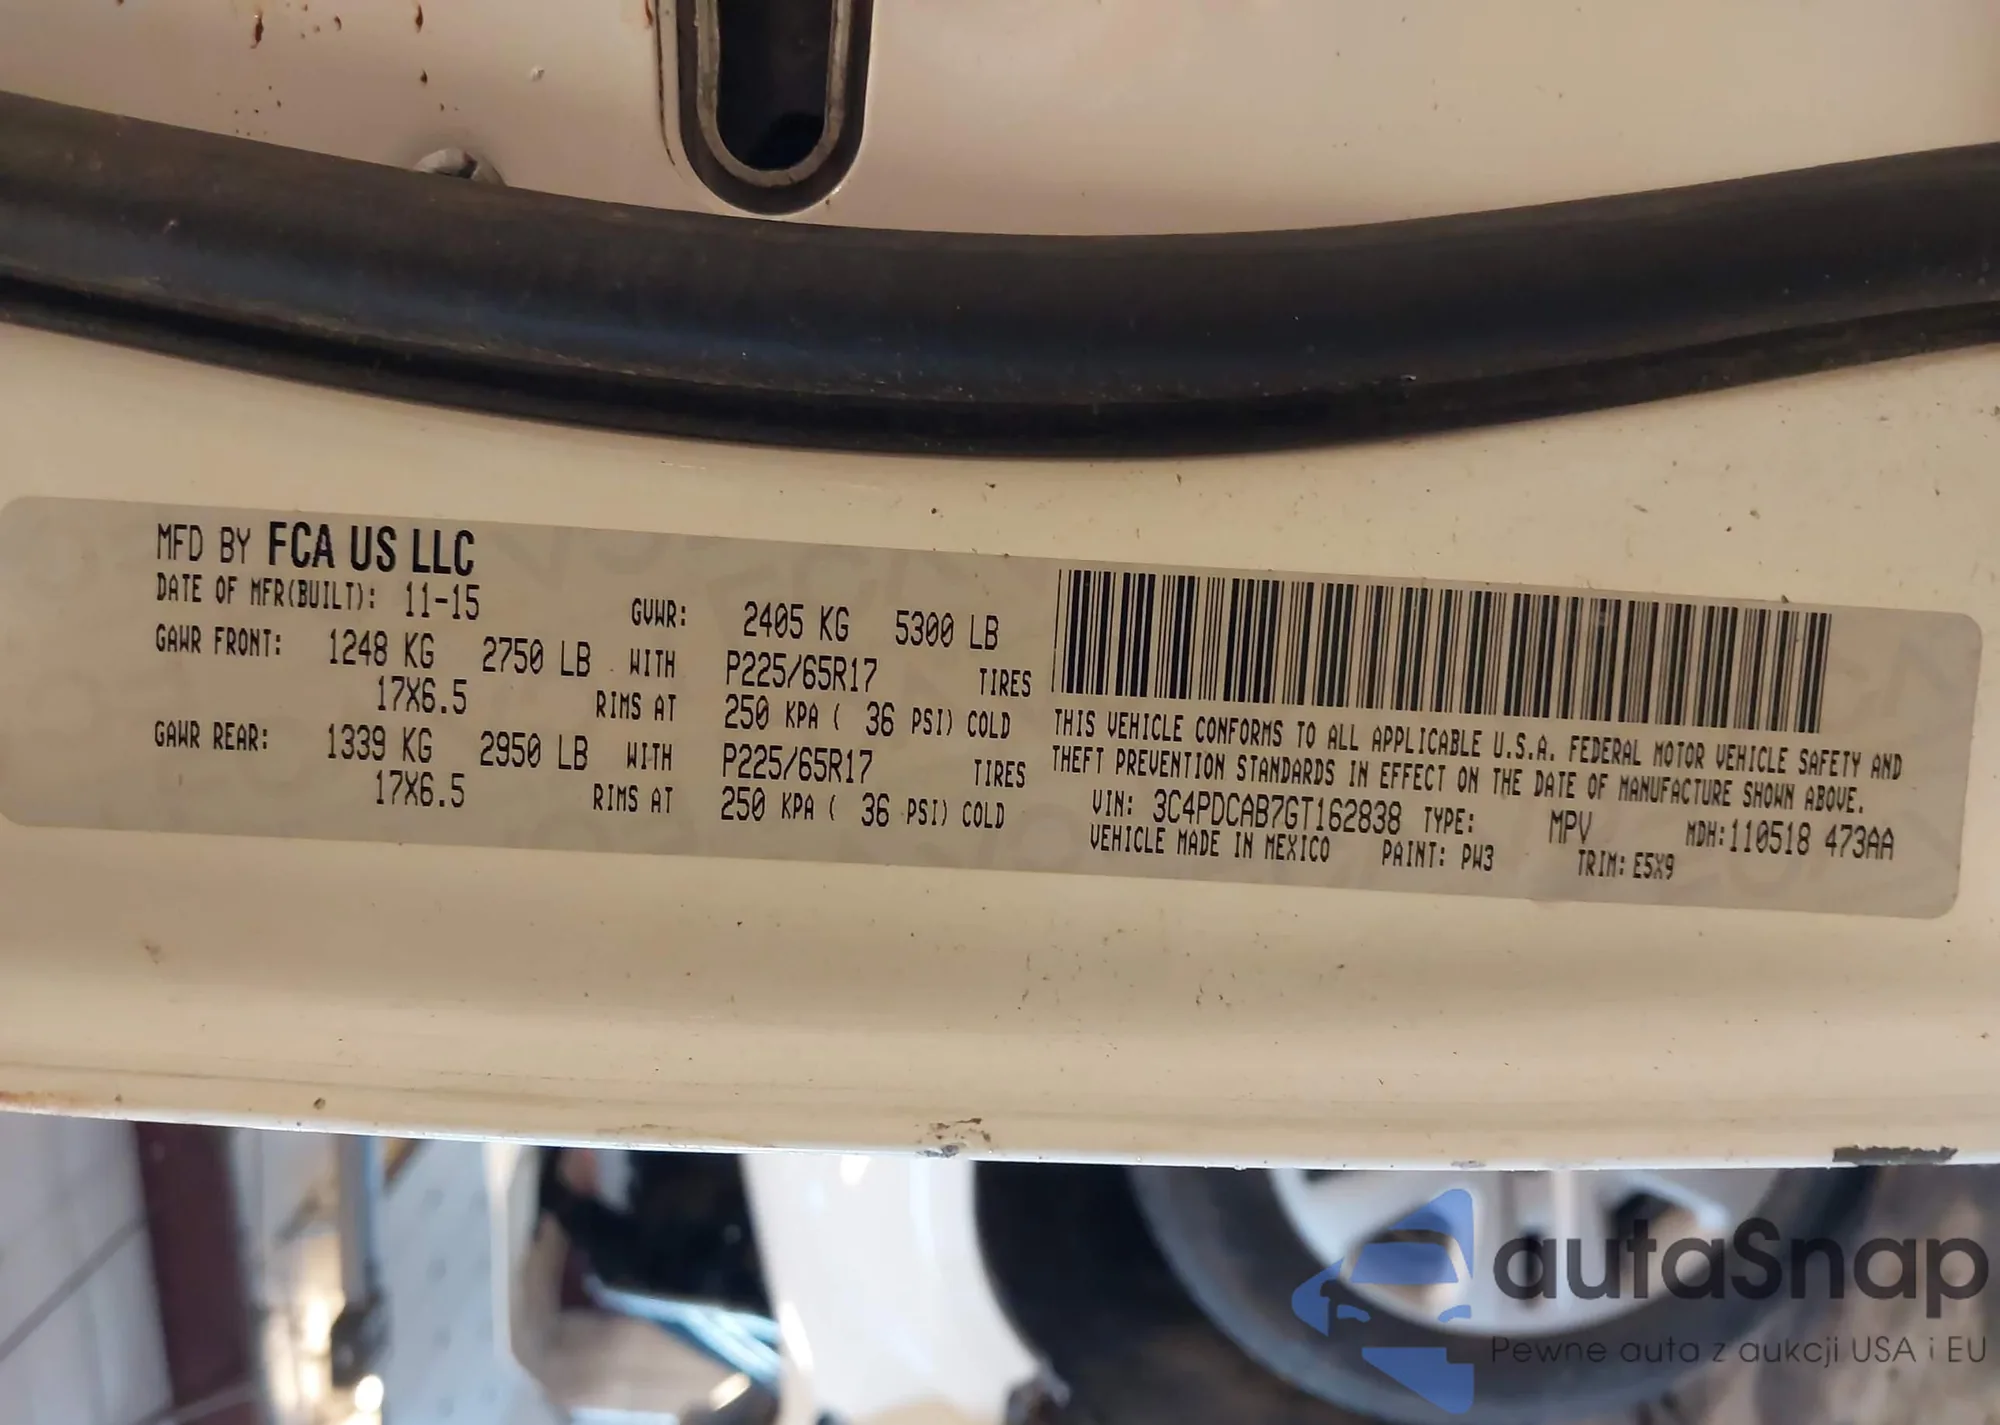 MFD BY FCA US LLC
DATE OF MFR(BUILT): 11-15 GVWR: 2405 KG 5300 LB
GAWR FRONT: 1248 KG 2750 LB WITH P225/65R17 TIRES
17X6.5 RIMS AT 250 KPA ( 36 PSI) COLD
GAWR REAR: 1339 KG 2950 LB WITH P225/65R17 TIRES
17X6.5 RIMS AT 250 KPA ( 36 PSI) COLD
THIS VEHICLE CONFORMS TO ALL APPLICABLE U.S.A. FEDERAL MOTOR VEHICLE SAFETY AND
THEFT PREVENTION STANDARDS IN EFFECT ON THE DATE OF MANUFACTURE SHOWN ABOVE.
VIN: 3C4PDCAB7GT162838 TYPE: MPV MDH:110518 473AA
VEHICLE MADE IN MEXICO PAINT: PW3 TRIM: E5X9
autaSnap
Pewne auta z aukcji USA i EU